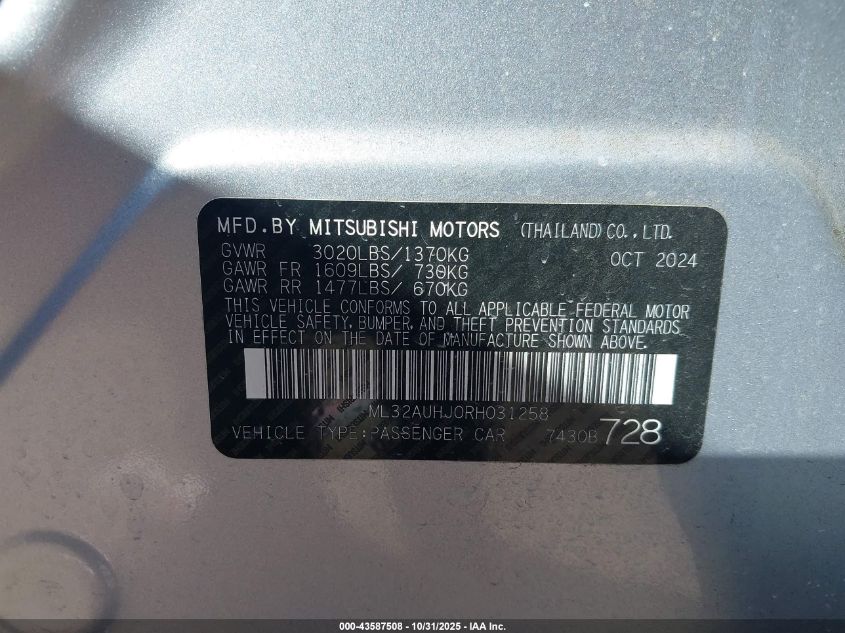 MFD.BY MITSUBISHI MOTORS (THAILAND) CO., LTD.
GVWR 3020LBS/1370KG OCT 2024
GAWR FR 1609LBS/ 730KG
GAWR RR 1477LBS/ 670KG
THIS VEHICLE CONFORMS TO ALL APPLICABLE FEDERAL MOTOR
VEHICLE SAFETY, BUMPER, AND THEFT PREVENTION STANDARDS
IN EFFECT ON THE DATE OF MANUFACTURE SHOWN ABOVE.
ML32AUHJ0RH031258
VEHICLE TYPE:PASSENGER CAR 7430B 728
000-43587508 - 10/31/2025 - IAA Inc.